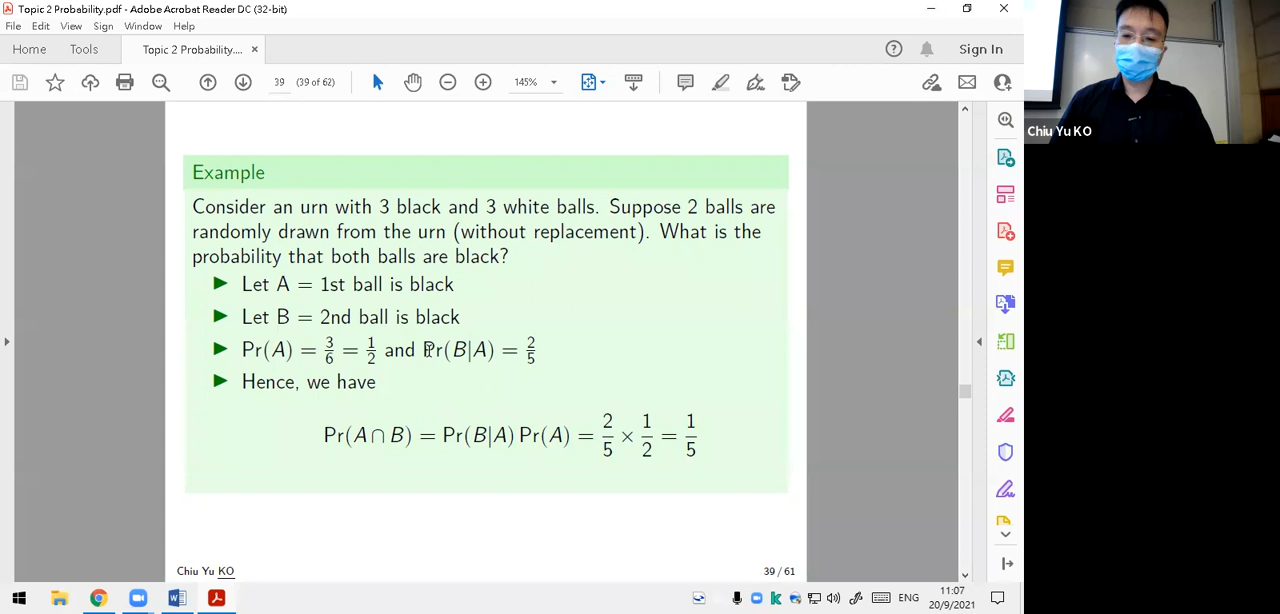 Topic 2 Probability.pdf - Adobe Acrobat Reader DC (32-bit)
File Edit View Sign Window Help
Home Tools Topic 2 Probability.... × Sign In
39 (39 of 62) 145%
Chiu Yu KO
Example
Consider an urn with 3 black and 3 white balls. Suppose 2 balls are
randomly drawn from the urn (without replacement). What is the
probability that both balls are black?
▶ Let A = 1st ball is black
▶ Let B = 2nd ball is black
▶ Pr(A) = 3/6 = 1/2 and Pr(B|A) = 2/5
▶ Hence, we have
Pr(A ∩ B) = Pr(B|A) Pr(A) = 2/5 × 1/2 = 1/5
Chiu Yu KO 39 / 61
ENG 11:07
20/9/2021